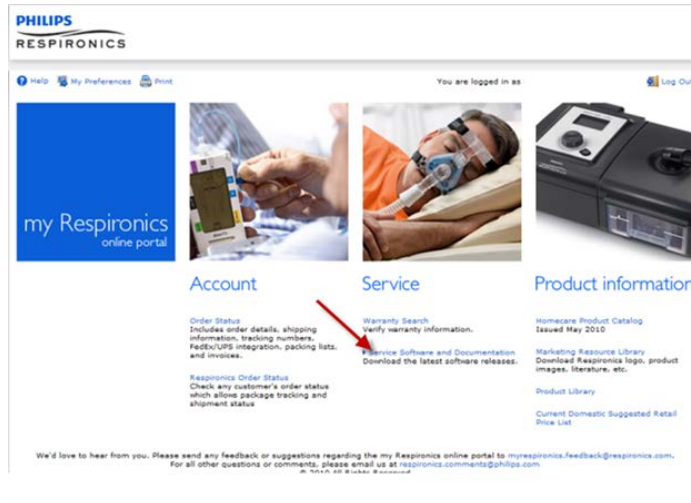 PHILIPS
RESPIRONICS
Help My Preferences Print You are logged in as Log Out
my Respironics
online portal
Account
Order Status
Includes order details, shipping
information, tracking numbers,
FedEx/UPS integration, packing lists,
and invoices.
Respironics Order Status
Check any customer's order status
which allows package tracking and
shipment status
Service
Warranty Search
Verify warranty information.
Service Software and Documentation
Download the latest software releases.
Product information
Homecare Product Catalog
Issued May 2010
Marketing Resource Library
Download Respironics logo, product
images, literature, etc.
Product Library
Current Domestic Suggested Retail
Price List
We'd love to hear from you. Please send any feedback or suggestions regarding the my Respironics online portal to myrespironics.feedback@respironics.com.
For all other questions or comments, please email us at respironics.comments@philips.com
© 2010 All Rights Reserved